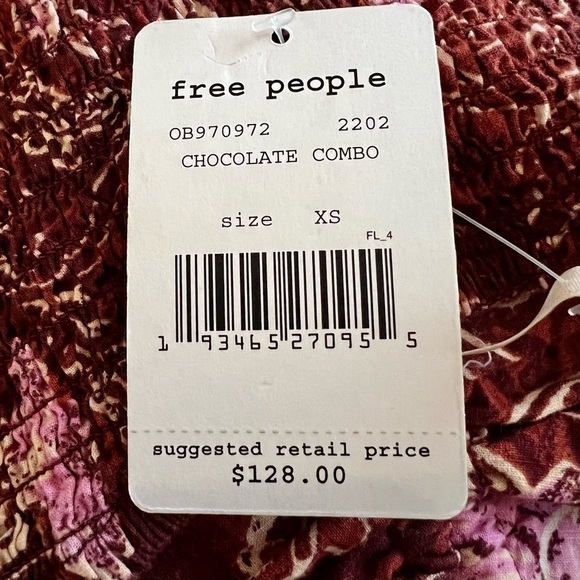 free people
OB970972 2202
CHOCOLATE COMBO
size XS
FL_4
1 93465 27095 5
suggested retail price
$128.00